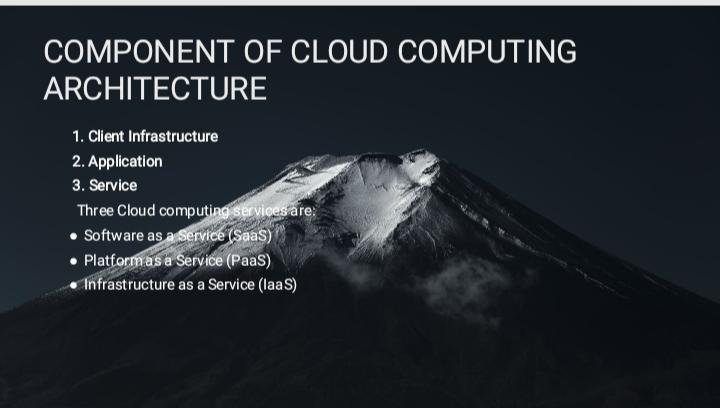 COMPONENT OF CLOUD COMPUTING
ARCHITECTURE
1. Client Infrastructure
2. Application
3. Service
Three Cloud computing services are:
● Software as a Service (SaaS)
● Platform as a Service (PaaS)
● Infrastructure as a Service (IaaS)